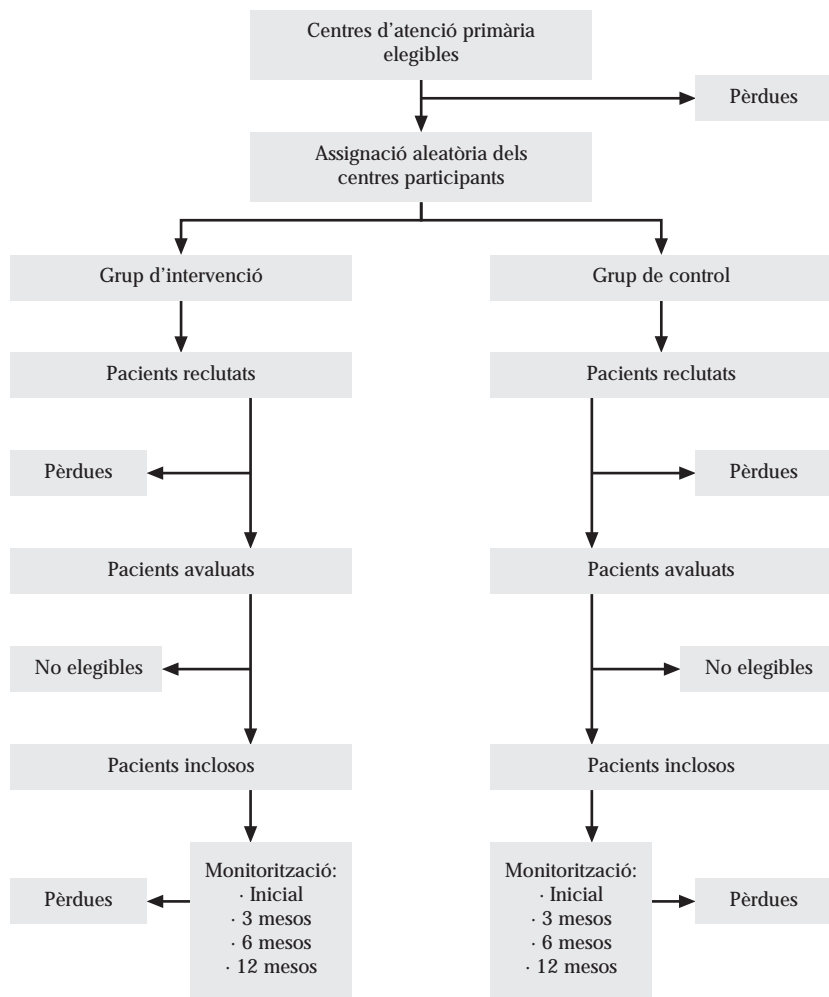 Centres d'atenció primària
elegibles
Pèrdues
Assignació aleatòria dels
centres participants
Grup d'intervenció
Grup de control
Pacients reclutats
Pacients reclutats
Pèrdues
Pèrdues
Pacients avaluats
Pacients avaluats
No elegibles
No elegibles
Pacients inclosos
Pacients inclosos
Monitorització:
· Inicial
· 3 mesos
· 6 mesos
· 12 mesos
Pèrdues
Monitorització:
· Inicial
· 3 mesos
· 6 mesos
· 12 mesos
Pèrdues